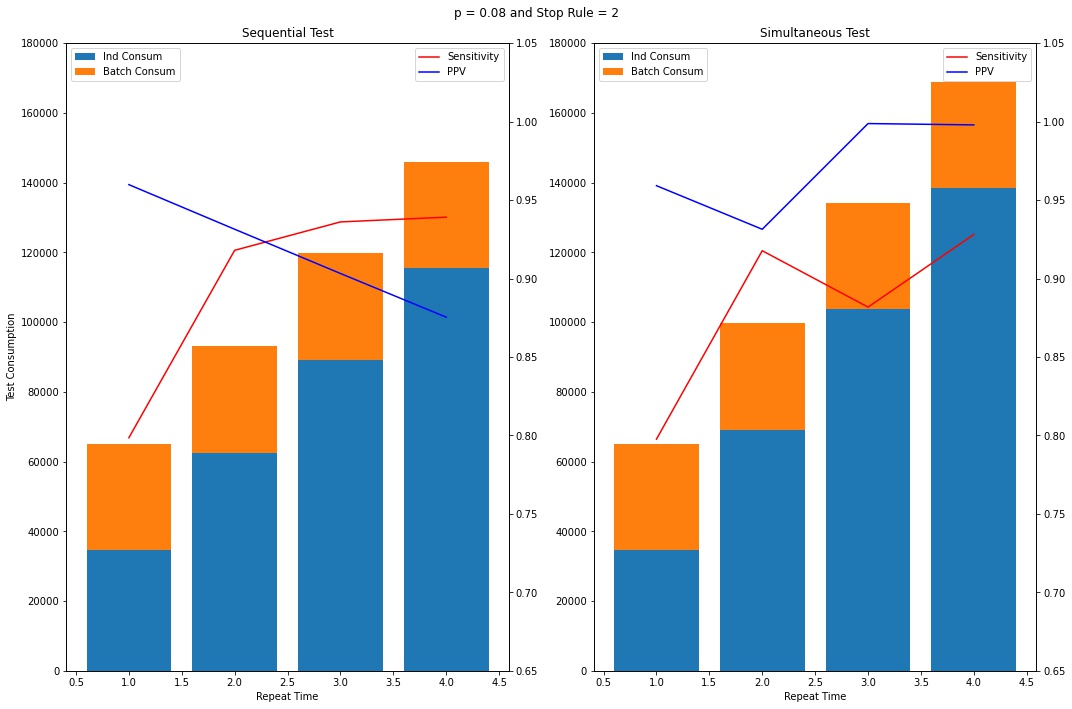 p = 0.08 and Stop Rule = 2
Sequential Test
Ind Consum
Batch Consum
Sensitivity
PPV
180000
160000
140000
120000
100000
80000
60000
40000
20000
0
Test Consumption
1.05
1.00
0.95
0.90
0.85
0.80
0.75
0.70
0.65
0.5 1.0 1.5 2.0 2.5 3.0 3.5 4.0 4.5
Repeat Time
Simultaneous Test
Ind Consum
Batch Consum
Sensitivity
PPV
180000
160000
140000
120000
100000
80000
60000
40000
20000
0
1.05
1.00
0.95
0.90
0.85
0.80
0.75
0.70
0.65
0.5 1.0 1.5 2.0 2.5 3.0 3.5 4.0 4.5
Repeat Time